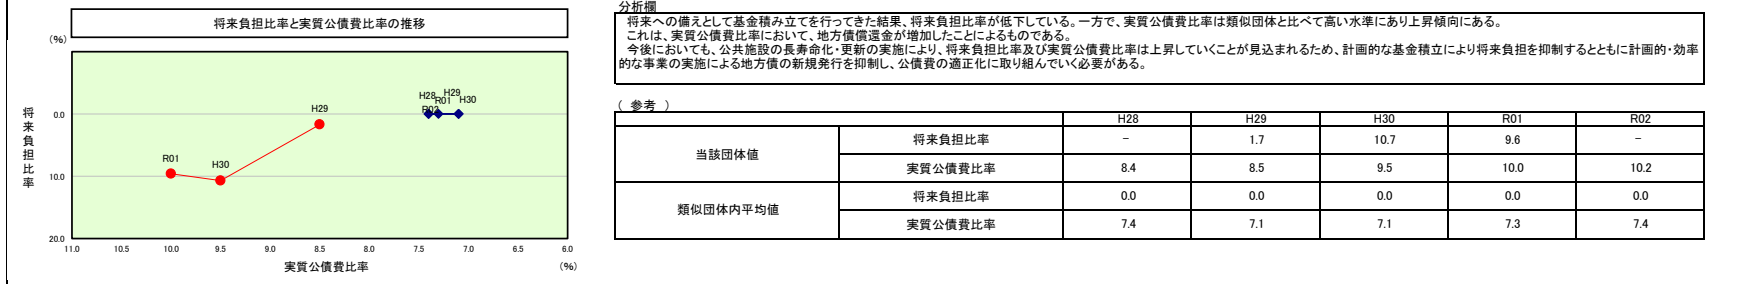 将来負担比率と実質公債費比率の推移
(%)
将来負担比率
0.0
10.0
20.0
H29
R01
H30
H28
H29
R01
H30
R02
11.0 10.5 10.0 9.5 9.0 8.5 8.0 7.5 7.0 6.5 6.0
実質公債費比率
(%)
分析欄
将来への備えとして基金積み立てを行ってきた結果、将来負担比率が低下している。一方で、実質公債費比率は類似団体と比べて高い水準にあり上昇傾向にある。
これは、実質公債費比率において、地方債償還金が増加したことによるものである。
今後においても、公共施設の長寿命化・更新の実施により、将来負担比率及び実質公債費比率は上昇していくことが見込まれるため、計画的な基金積立により将来負担を抑制するとともに計画的・効率
的な事業の実施による地方債の新規発行を抑制し、公債費の適正化に取り組んでいく必要がある。
( 参考 )
H28 H29 H30 R01 R02
当該団体値
将来負担比率 － 1.7 10.7 9.6 －
実質公債費比率 8.4 8.5 9.5 10.0 10.2
類似団体内平均値
将来負担比率 0.0 0.0 0.0 0.0 0.0
実質公債費比率 7.4 7.1 7.1 7.3 7.4